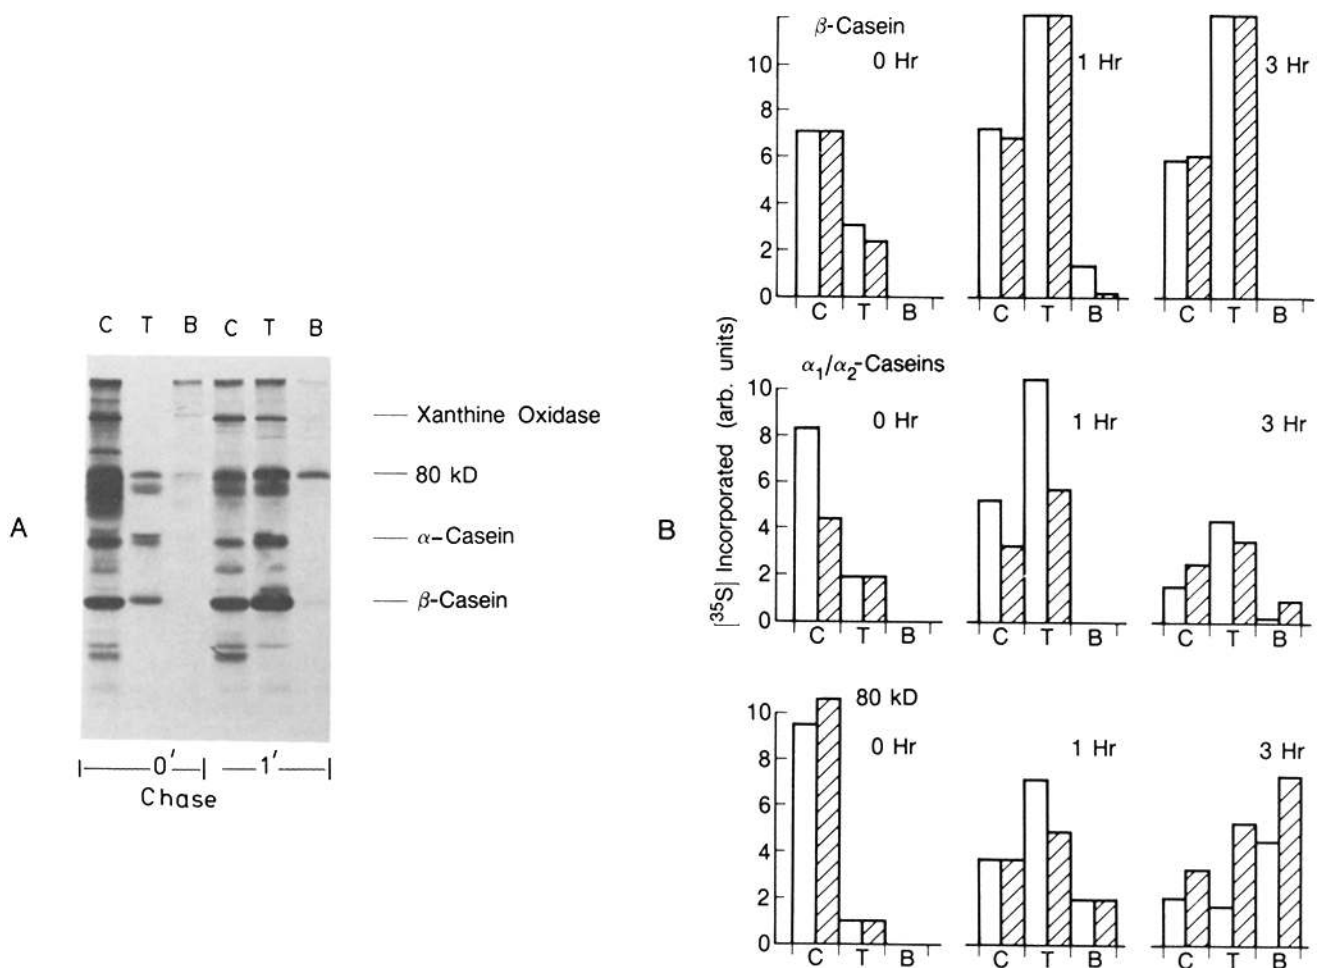 A
C T B C T B
Xanthine Oxidase
80 kD
α-Casein
β-Casein
0′ 1′
Chase
B
[³⁵S] Incorporated (arb. units)
β-Casein
0 Hr 1 Hr 3 Hr
10
8
6
4
2
0
C T B C T B C T B
α₁/α₂-Caseins
0 Hr 1 Hr 3 Hr
10
8
6
4
2
0
C T B C T B C T B
80 kD
0 Hr 1 Hr 3 Hr
10
8
6
4
2
0
C T B C T B C T B